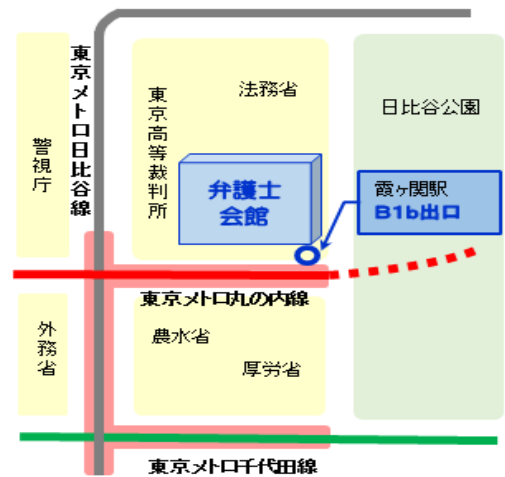 東京メトロ日比谷線
警視庁
東京高等裁判所
法務省
日比谷公園
弁護士
会館
霞ヶ関駅
B1b出口
東京メトロ丸の内線
外務省
農水省
厚労省
東京メトロ千代田線